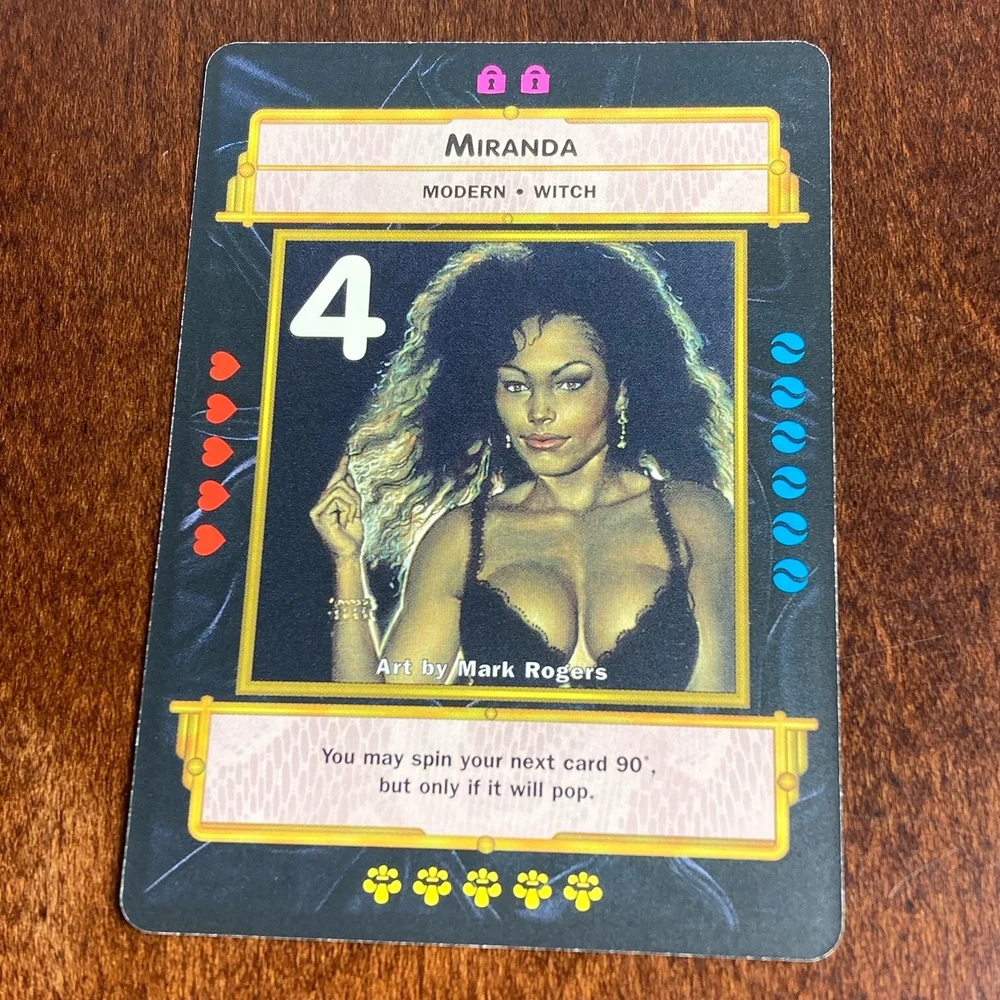 MIRANDA
MODERN • WITCH
4
Art by Mark Rogers
You may spin your next card 90°,
but only if it will pop.